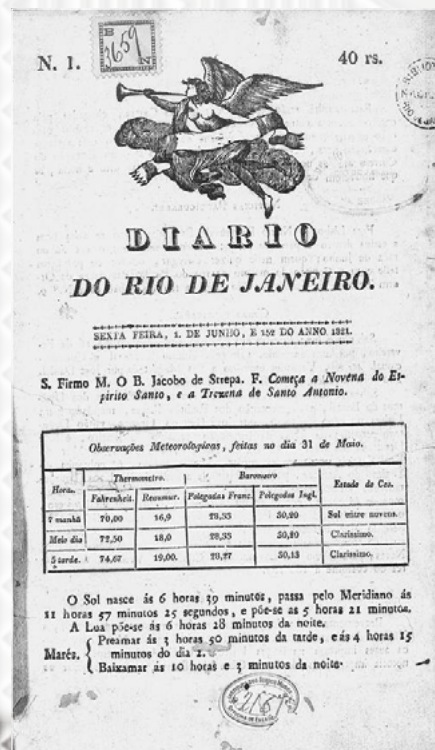 N. 1.
B N
3659
40 rs.
DIARIO
DO RIO DE JANEIRO.
SEXTA FEIRA, 1. DE JUNHO, E 152 DO ANNO 1821.
S. Firmo M. O B. Jacobo de Strepa. F. Começa a Novena do Es-
pirito Santo, e a Trezena de Santo Antonio.
Observações Meteorologicas, feitas no dia 31 de Maio.
Hora. Thermometro. Barometro Estado do Ceo.
Fahrenheit. Reaumur. Polegadas Franc. Polegadas Ingl.
7 manhã 70,00 16,9 28,35 30,20 Sol entre nuvens.
Meio dia 72,50 18,0 28,35 30,20 Clarissimo.
5 tarde. 74,67 19,00. 28,27 30,13 Clarissimo.
O Sol nasce ás 6 horas 39 minutos, passa pelo Meridiano ás
11 horas 57 minutos 25 segundos, e põe-se as 5 horas 21 minutos.
A Lua põe-se ás 6 horas 28 minutos da noite.
Marés. { Preamar ás 3 horas 50 minutos da tarde, e ás 4 horas 15
minutos do dia 2.
Baixamar ás 10 horas e 3 minutos da noite.